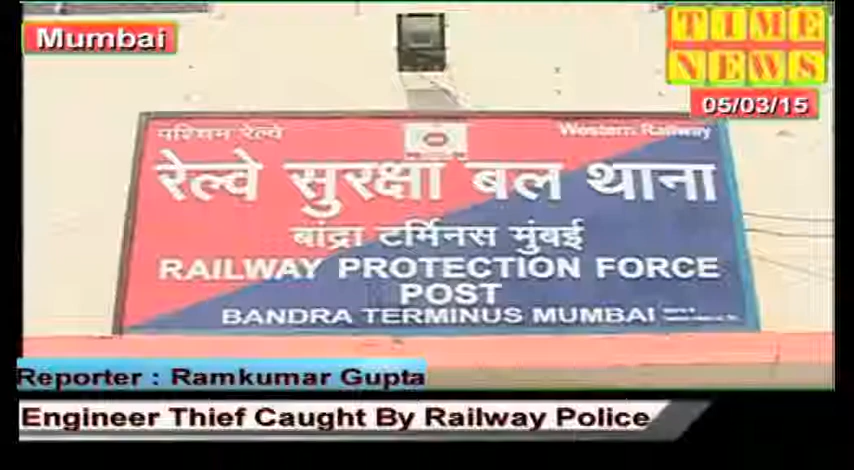 Mumbai
TIME
NEWS
05/03/15
पश्चिम रेल्वे
Western Railway
रेल्वे सुरक्षा बल थाना
बांद्रा टर्मिनस मुंबई
RAILWAY PROTECTION FORCE
POST
BANDRA TERMINUS MUMBAI
Reporter : Ramkumar Gupta
Engineer Thief Caught By Railway Police